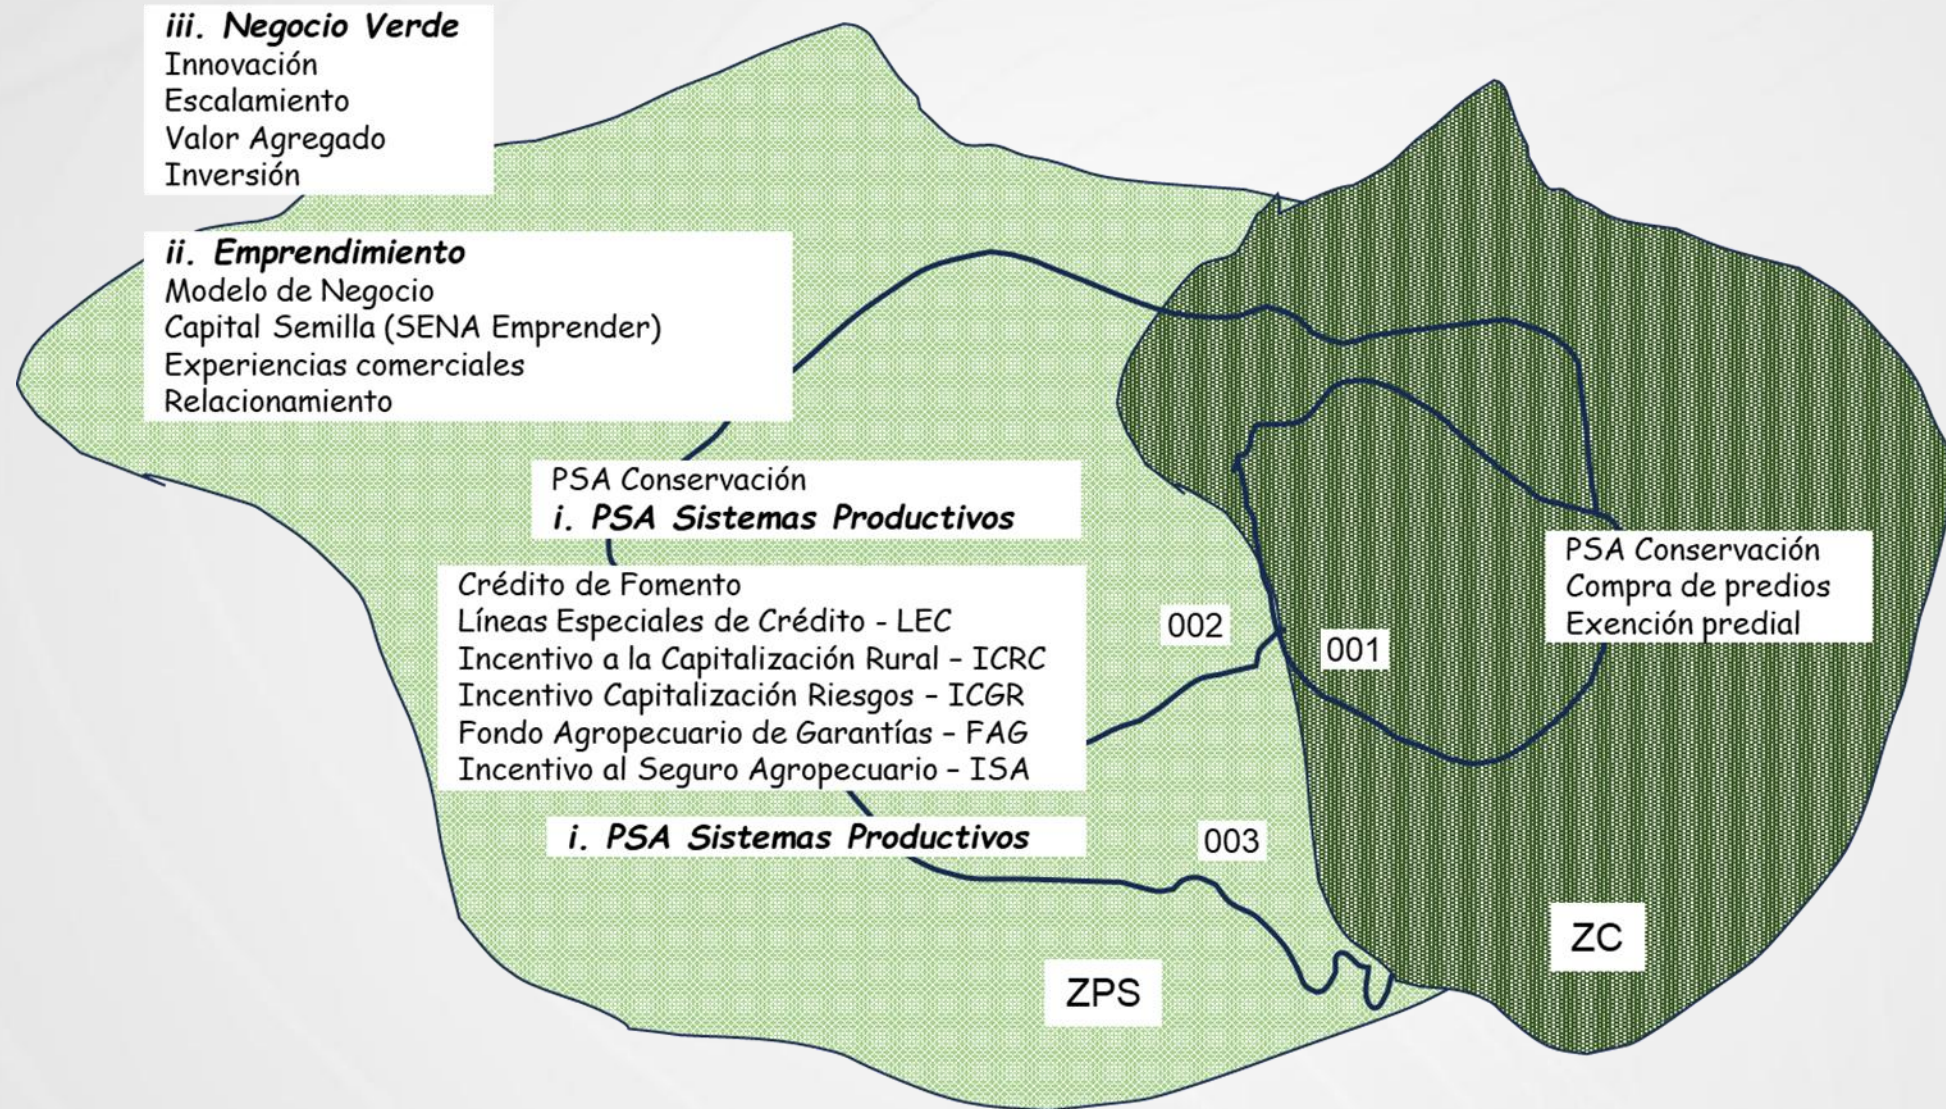 iii. Negocio Verde
Innovación
Escalamiento
Valor Agregado
Inversión
ii. Emprendimiento
Modelo de Negocio
Capital Semilla (SENA Emprender)
Experiencias comerciales
Relacionamiento
PSA Conservación
i. PSA Sistemas Productivos
Crédito de Fomento
Líneas Especiales de Crédito - LEC
Incentivo a la Capitalización Rural – ICRC
Incentivo Capitalización Riesgos – ICGR
Fondo Agropecuario de Garantías – FAG
Incentivo al Seguro Agropecuario – ISA
i. PSA Sistemas Productivos
002
001
003
PSA Conservación
Compra de predios
Exención predial
ZPS
ZC